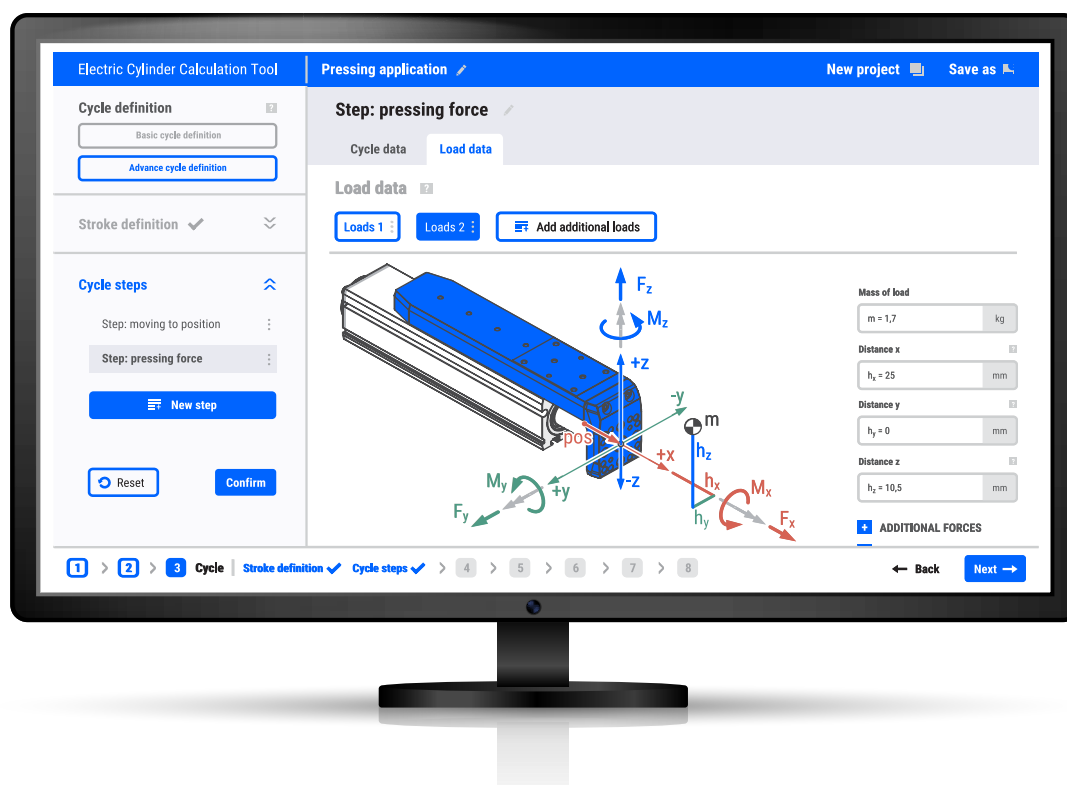 Electric Cylinder Calculation Tool
Pressing application
New project
Save as
Cycle definition
?
Basic cycle definition
Advance cycle definition
Stroke definition
Cycle steps
Step: moving to position
Step: pressing force
New step
Reset
Confirm
Step: pressing force
Cycle data
Load data
Load data
?
Loads 1
Loads 2
Add additional loads
Fz
Mz
+z
-y
m
pos
+x
hz
-z
hx
My
+y
Mx
hy
Fy
Fx
Mass of load
m = 1,7
kg
Distance x
?
hx = 25
mm
Distance y
?
hy = 0
mm
Distance z
?
hz = 10,5
mm
+ ADDITIONAL FORCES
1 > 2 > 3 Cycle | Stroke definition Cycle steps > 4 > 5 > 6 > 7 > 8
Back
Next